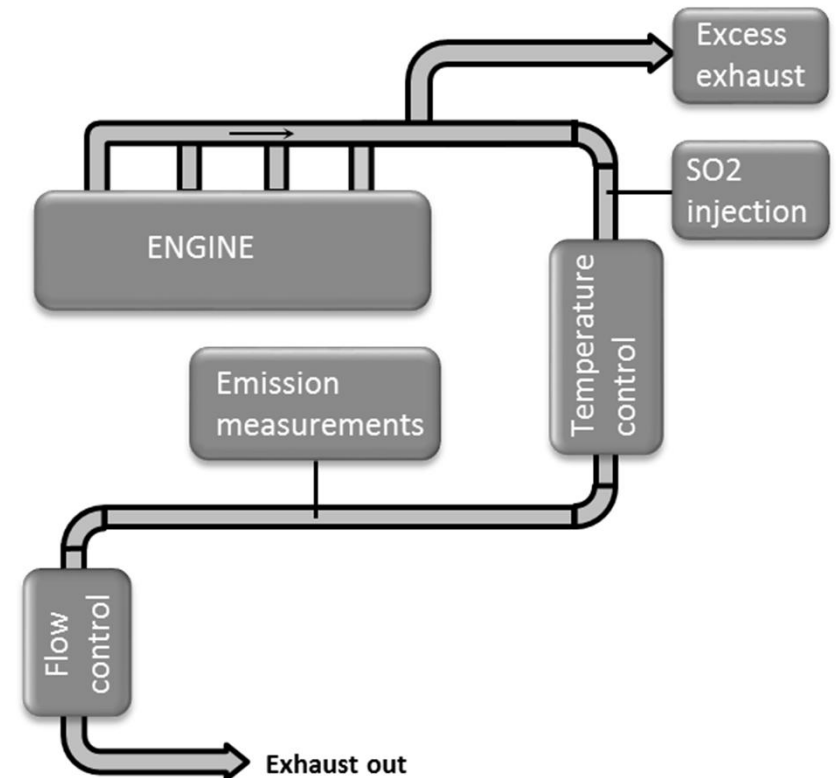 Excess
exhaust
SO2
injection
ENGINE
Temperature
control
Emission
measurements
Flow
control
Exhaust out